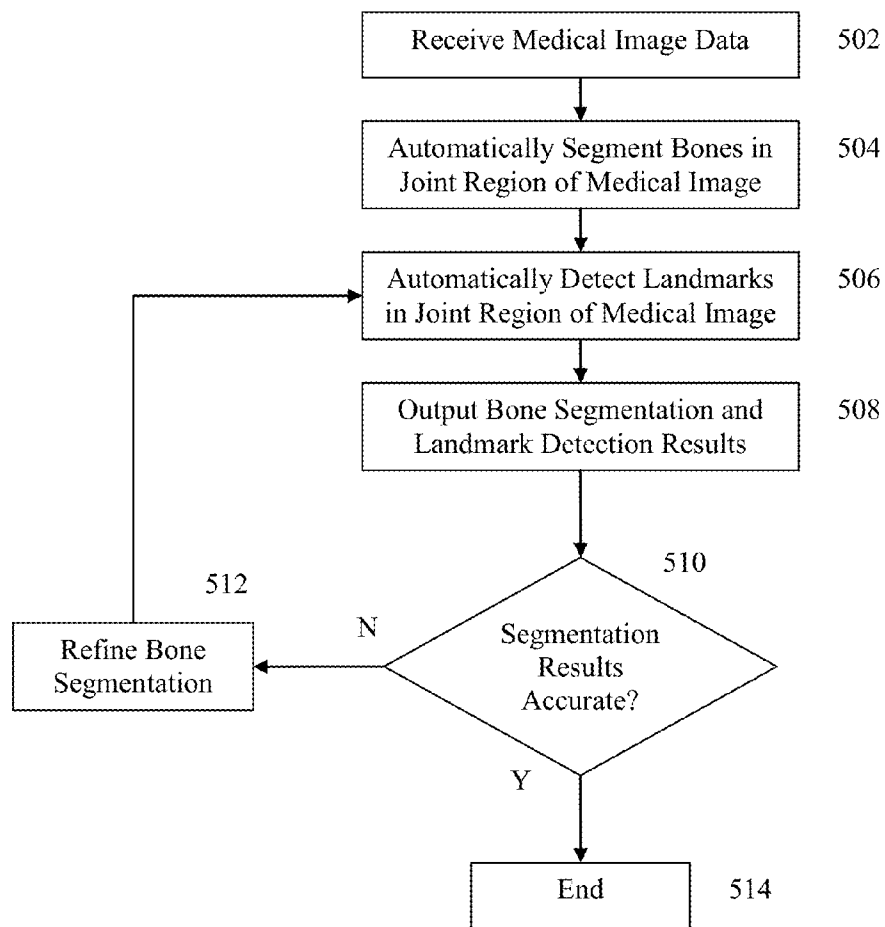 Receive Medical Image Data
502
Automatically Segment Bones in
Joint Region of Medical Image
504
Automatically Detect Landmarks
in Joint Region of Medical Image
506
Output Bone Segmentation and
Landmark Detection Results
508
510
Segmentation
Results
Accurate?
N
512
Refine Bone
Segmentation
Y
End
514